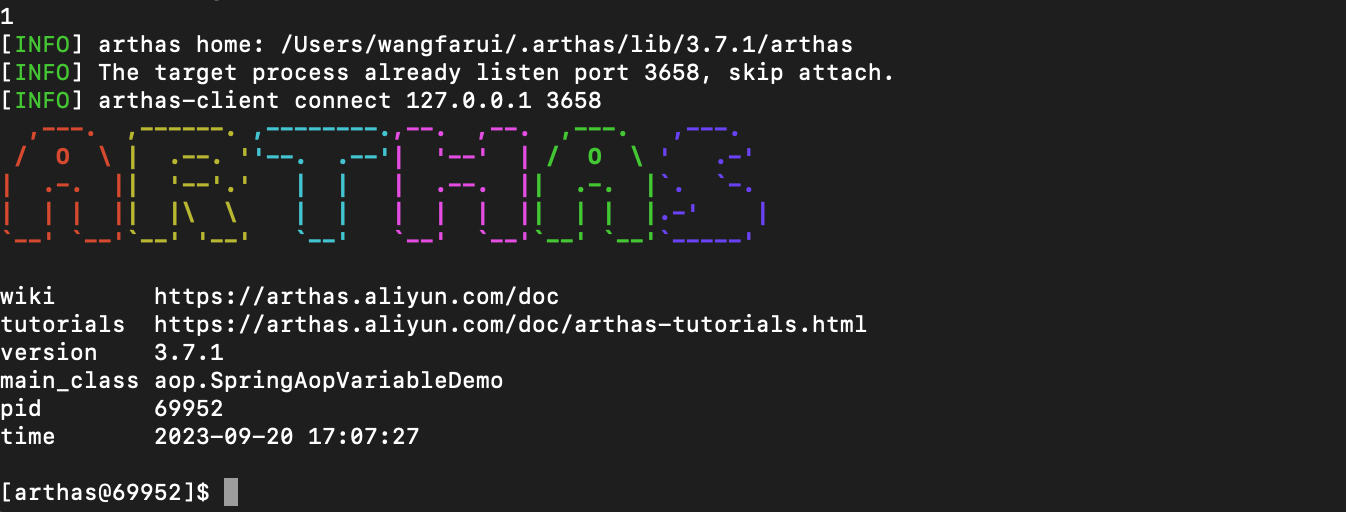 1
[INFO] arthas home: /Users/wangfarui/.arthas/lib/3.7.1/arthas
[INFO] The target process already listen port 3658, skip attach.
[INFO] arthas-client connect 127.0.0.1 3658
ARTHAS
wiki https://arthas.aliyun.com/doc
tutorials https://arthas.aliyun.com/doc/arthas-tutorials.html
version 3.7.1
main_class aop.SpringAopVariableDemo
pid 69952
time 2023-09-20 17:07:27
[arthas@69952]$